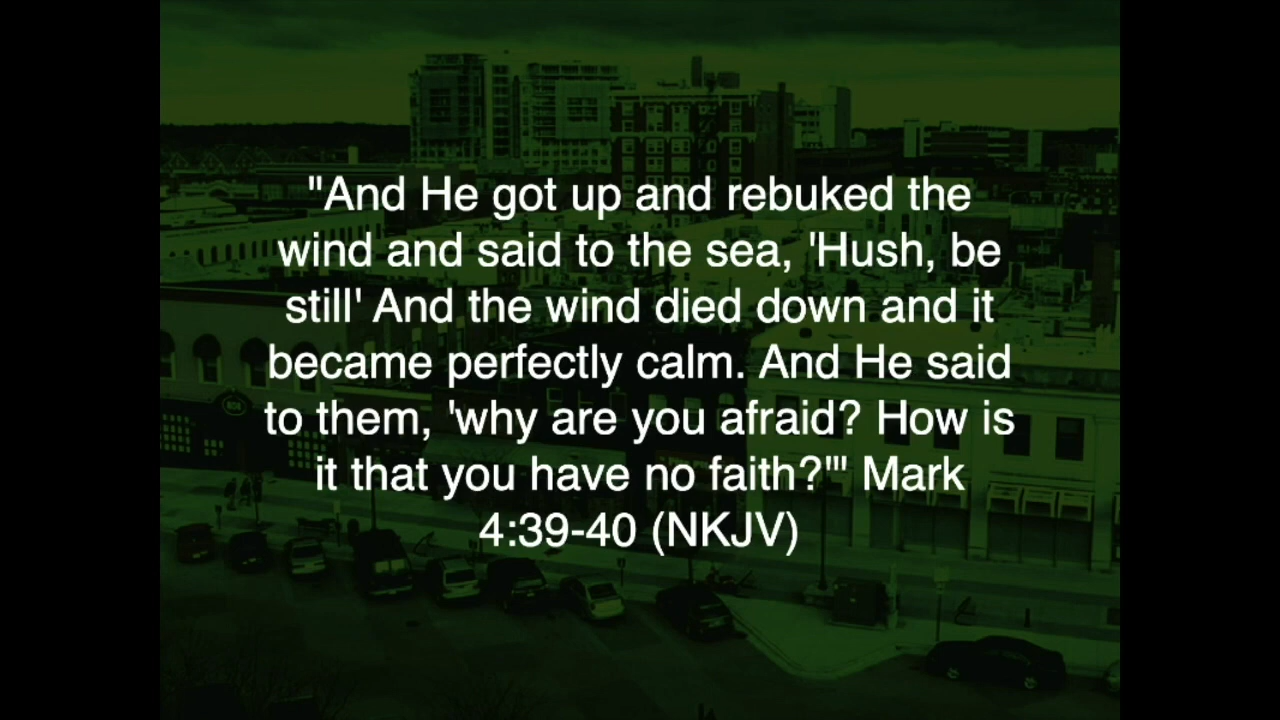 "And He got up and rebuked the
wind and said to the sea, 'Hush, be
still' And the wind died down and it
became perfectly calm. And He said
to them, 'why are you afraid? How is
it that you have no faith?'" Mark
4:39-40 (NKJV)